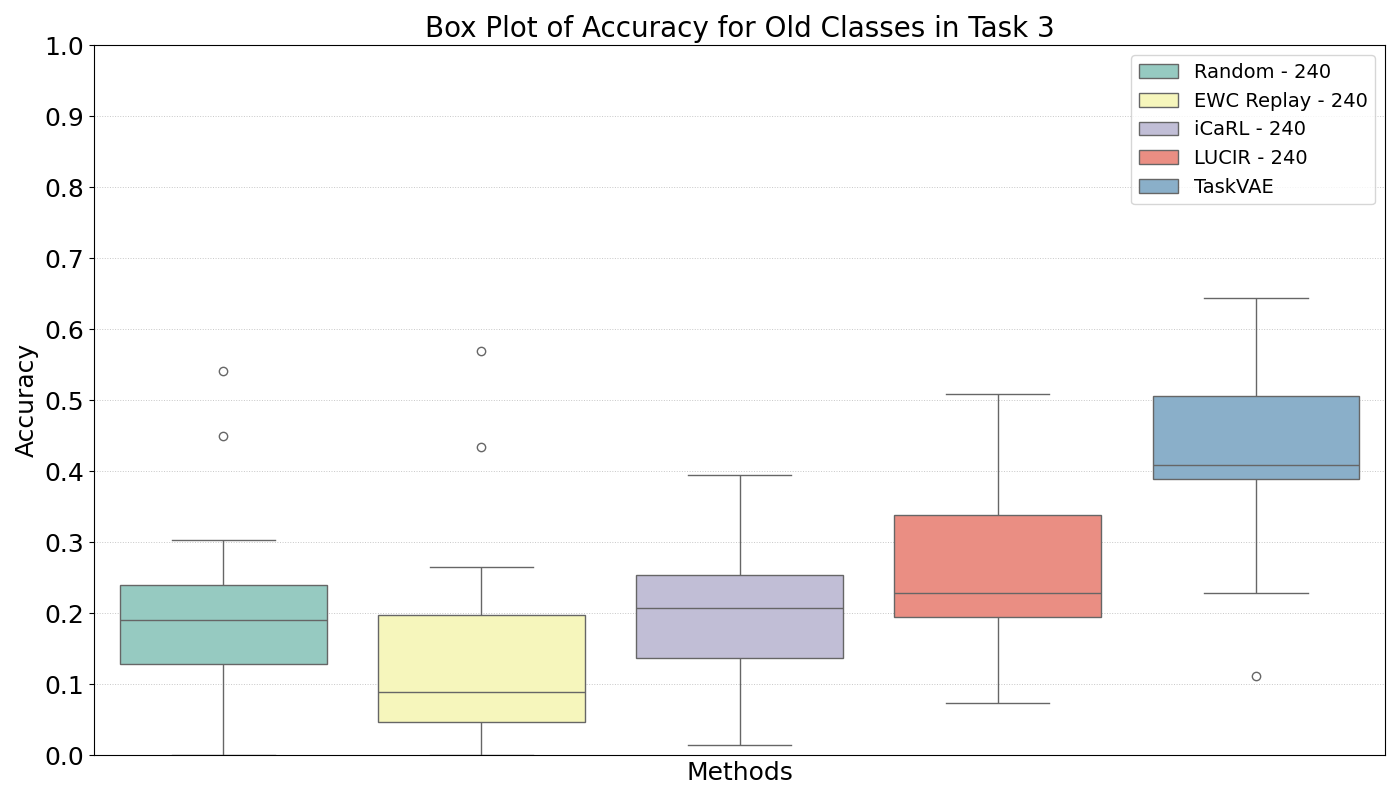 Box Plot of Accuracy for Old Classes in Task 3
1.0
0.9
0.8
0.7
0.6
0.5
0.4
0.3
0.2
0.1
0.0
Accuracy
Methods
Random - 240
EWC Replay - 240
iCaRL - 240
LUCIR - 240
TaskVAE